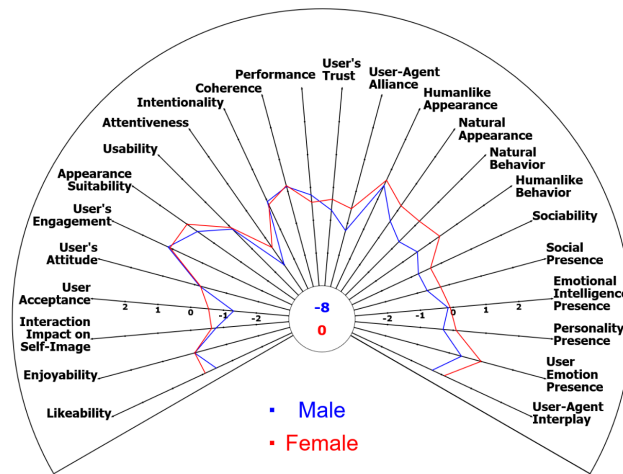 User's
Trust
Performance
User-Agent
Alliance
Coherence
Humanlike
Appearance
Intentionality
Natural
Appearance
Attentiveness
Natural
Behavior
Usability
Humanlike
Behavior
Appearance
Suitability
Sociability
User's
Engagement
Social
Presence
User's
Attitude
Emotional
Intelligence
Presence
User
Acceptance
2 1 0 -1 -2 -8 -2 -1 0 1 2
0
Interaction
Impact on
Self-Image
Personality
Presence
Enjoyability
User
Emotion
Presence
Likeability
User-Agent
Interplay
Male
Female